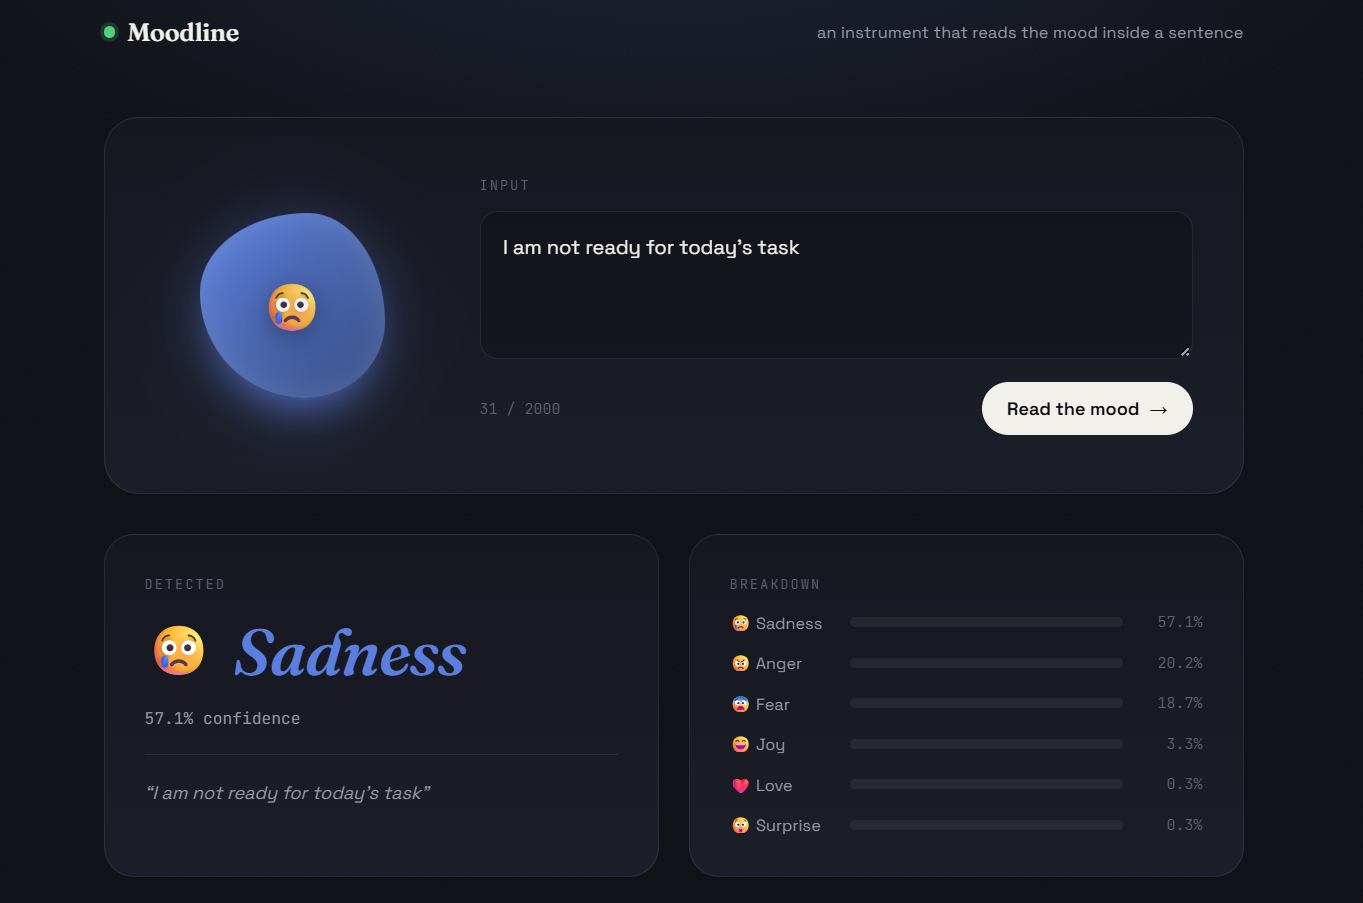 Moodline
an instrument that reads the mood inside a sentence
INPUT
I am not ready for today's task
31 / 2000
Read the mood →
DETECTED
Sadness
57.1% confidence
“I am not ready for today's task”
BREAKDOWN
Sadness 57.1%
Anger 20.2%
Fear 18.7%
Joy 3.3%
Love 0.3%
Surprise 0.3%